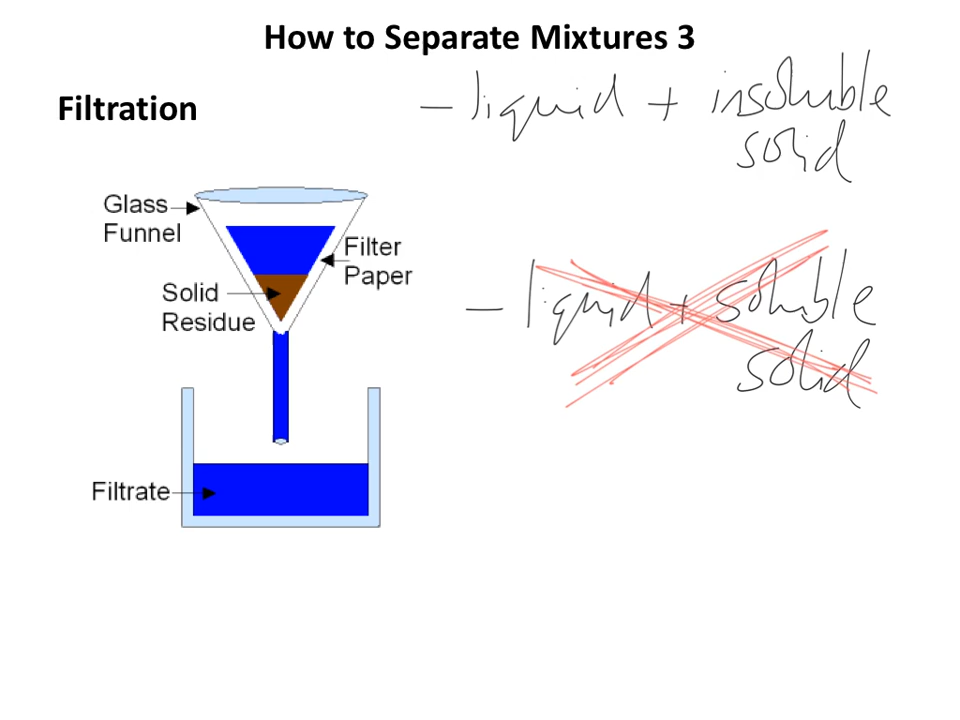 How to Separate Mixtures 3
Filtration
- liquid + insoluble
solid
Glass
Funnel
Filter
Paper
Solid
Residue
- liquid + soluble
solid
Filtrate